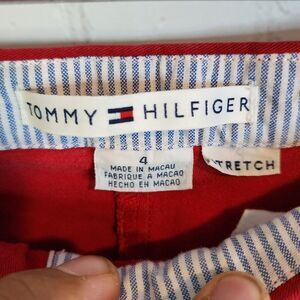 TOMMY HILFIGER
4
MADE IN MACAU
FABRIQUE A MACAO
HECHO EN MACAO
STRETCH